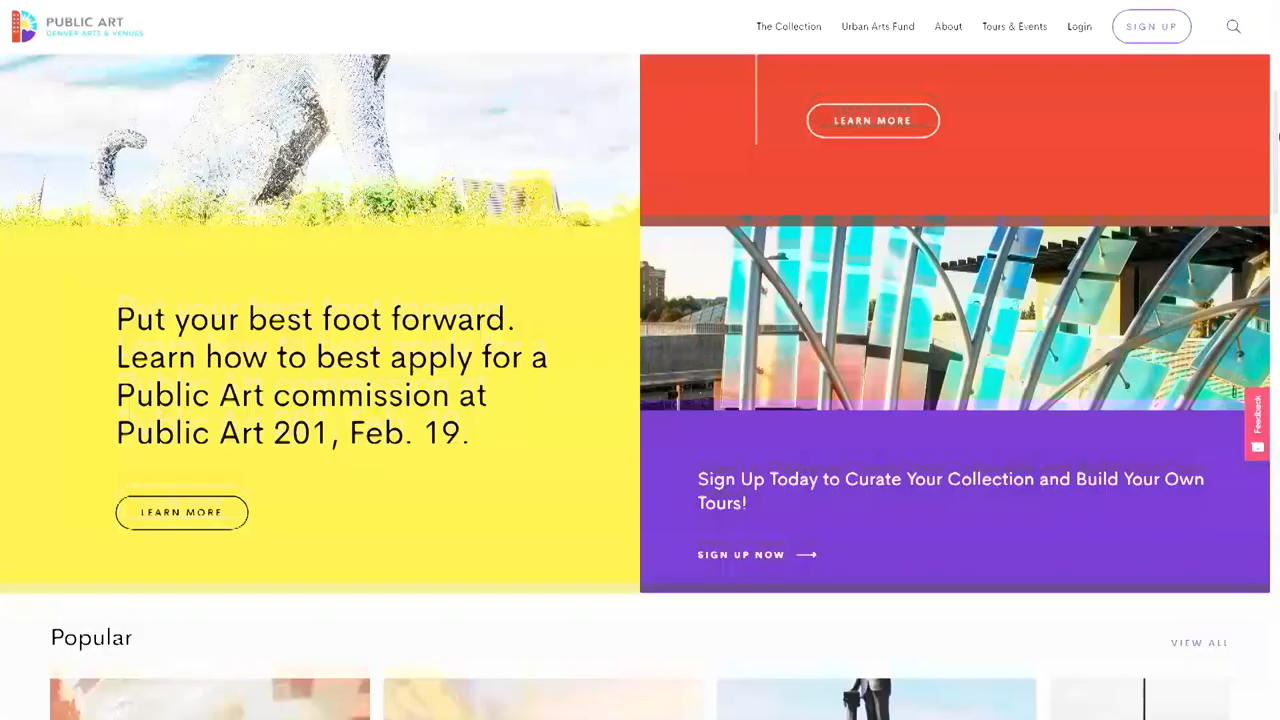 PUBLIC ART
DENVER ARTS & VENUES
The Collection
Urban Arts Fund
About
Tours & Events
Login
SIGN UP
LEARN MORE
Put your best foot forward.
Learn how to best apply for a
Public Art commission at
Public Art 201, Feb. 19.
LEARN MORE
Sign Up Today to Curate Your Collection and Build Your Own
Tours!
SIGN UP NOW
Feedback
Popular
VIEW ALL